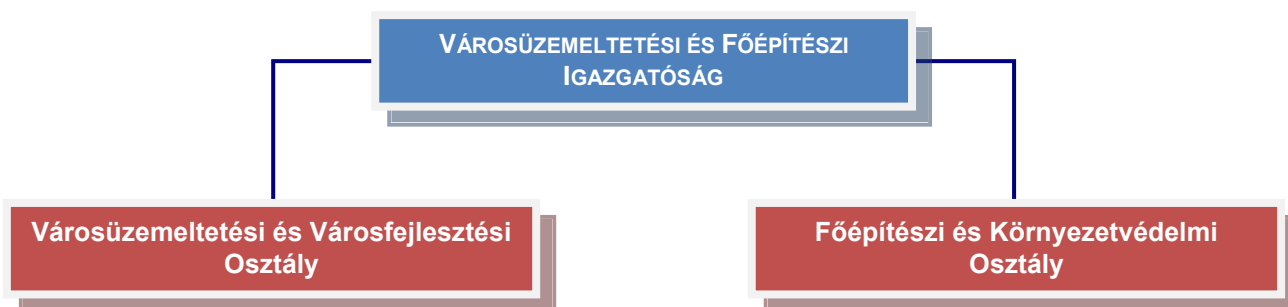 VÁROSÜZEMELTETÉSI ÉS FŐÉPÍTÉSZI
IGAZGATÓSÁG
Városüzemeltetési és Városfejlesztési
Osztály
Főépítészi és Környezetvédelmi
Osztály